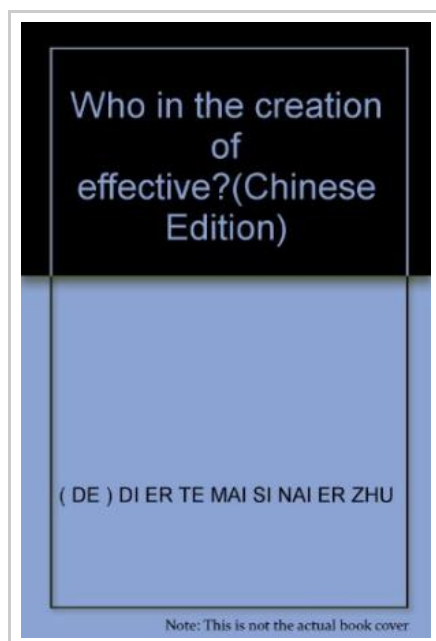 Who in the creation
of
effective?(Chinese
Edition)
( DE ) DI ER TE MAI SI NAI ER ZHU
Note: This is not the actual book cover